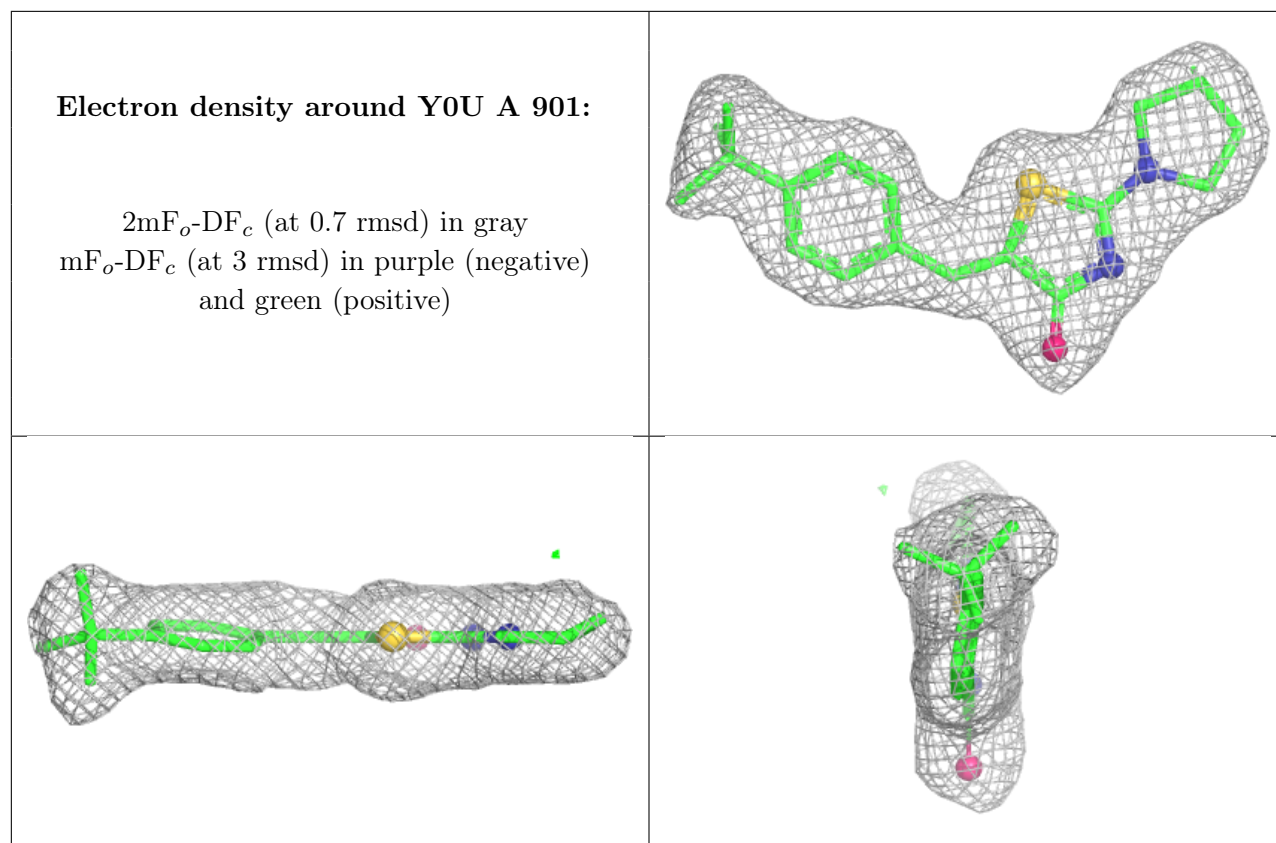 Electron density around Y0U A 901:
2mFo-DFc (at 0.7 rmsd) in gray
mFo-DFc (at 3 rmsd) in purple (negative)
and green (positive)